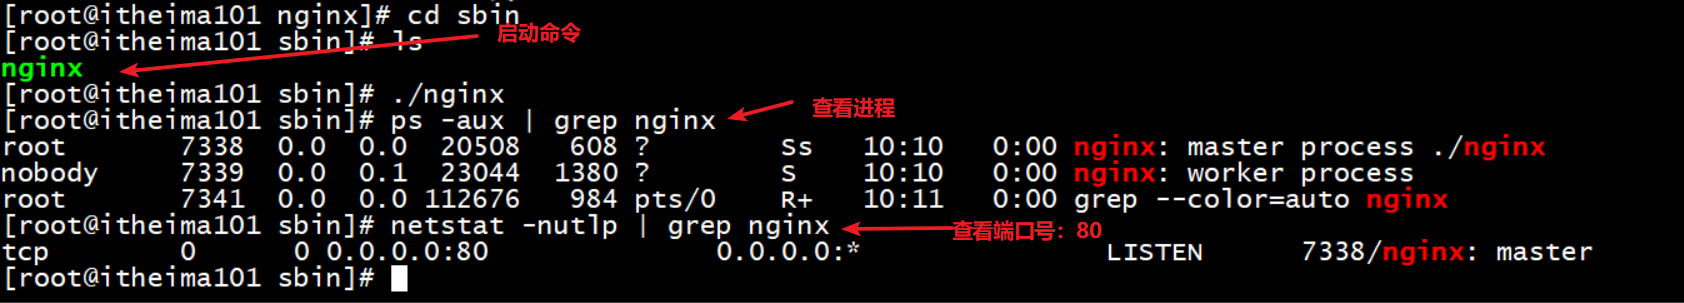 [root@itheima101 nginx]# cd sbin
[root@itheima101 sbin]# ls
启动命令
nginx
[root@itheima101 sbin]# ./nginx
[root@itheima101 sbin]# ps -aux | grep nginx
查看进程
root 7338 0.0 0.0 20508 608 ? Ss 10:10 0:00 nginx: master process ./nginx
nobody 7339 0.0 0.1 23044 1380 ? S 10:10 0:00 nginx: worker process
root 7341 0.0 0.0 112676 984 pts/0 R+ 10:11 0:00 grep --color=auto nginx
[root@itheima101 sbin]# netstat -nutlp | grep nginx
查看端口号：80
tcp 0 0 0.0.0.0:80 0.0.0.0:* LISTEN 7338/nginx: master
[root@itheima101 sbin]#